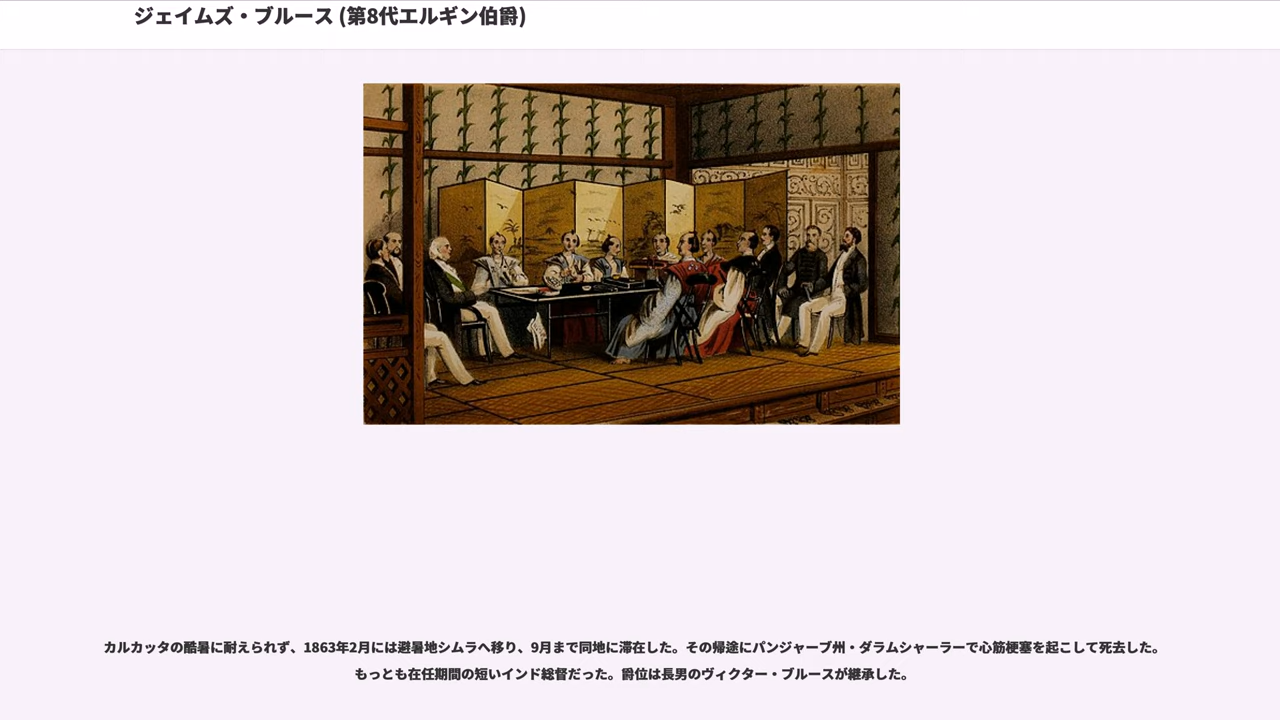 ジェイムズ・ブルース (第8代エルギン伯爵)
カルカッタの酷暑に耐えられず、1863年2月には避暑地シムラへ移り、9月まで同地に滞在した。その帰途にパンジャーブ州・ダラムシャーラーで心筋梗塞を起こして死去した。
もっとも在任期間の短いインド総督だった。爵位は長男のヴィクター・ブルースが継承した。